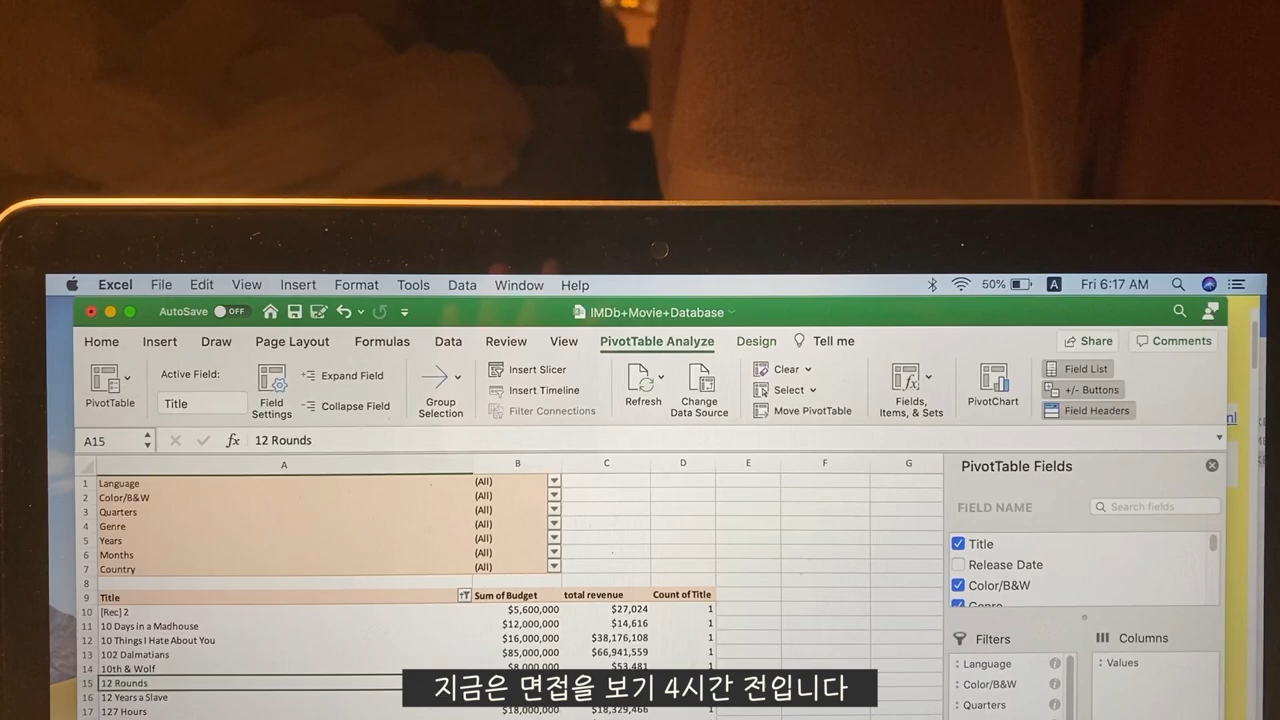 Excel File Edit View Insert Format Tools Data Window Help 50% A Fri 6:17 AM
AutoSave OFF IMDb+Movie+Database
Home Insert Draw Page Layout Formulas Data Review View PivotTable Analyze Design Tell me Share Comments
PivotTable
Active Field:
Title
Field
Settings
Expand Field
Collapse Field
Group
Selection
Insert Slicer
Insert Timeline
Filter Connections
Refresh
Change
Data Source
Clear
Select
Move PivotTable
Fields,
Items, & Sets
PivotChart
Field List
+/- Buttons
Field Headers
A15 fx 12 Rounds
A B C D E F G
1 Language (All)
2 Color/B&W (All)
3 Quarters (All)
4 Genre (All)
5 Years (All)
6 Months (All)
7 Country (All)
8
9 Title Sum of Budget total revenue Count of Title
10 [Rec] 2 $5,600,000 $27,024 1
11 10 Days in a Madhouse $12,000,000 $14,616 1
12 10 Things I Hate About You $16,000,000 $38,176,108 1
13 102 Dalmatians $85,000,000 $66,941,559 1
14 10th & Wolf $8,000,000 $53,481 1
15 12 Rounds
16 12 Years a Slave
17 127 Hours $18,000,000 $18,329,466 1
PivotTable Fields
FIELD NAME Search fields
Title
Release Date
Color/B&W
Genre
Filters
Language
Color/B&W
Quarters
Columns
Values
지금은 면접을 보기 4시간 전입니다